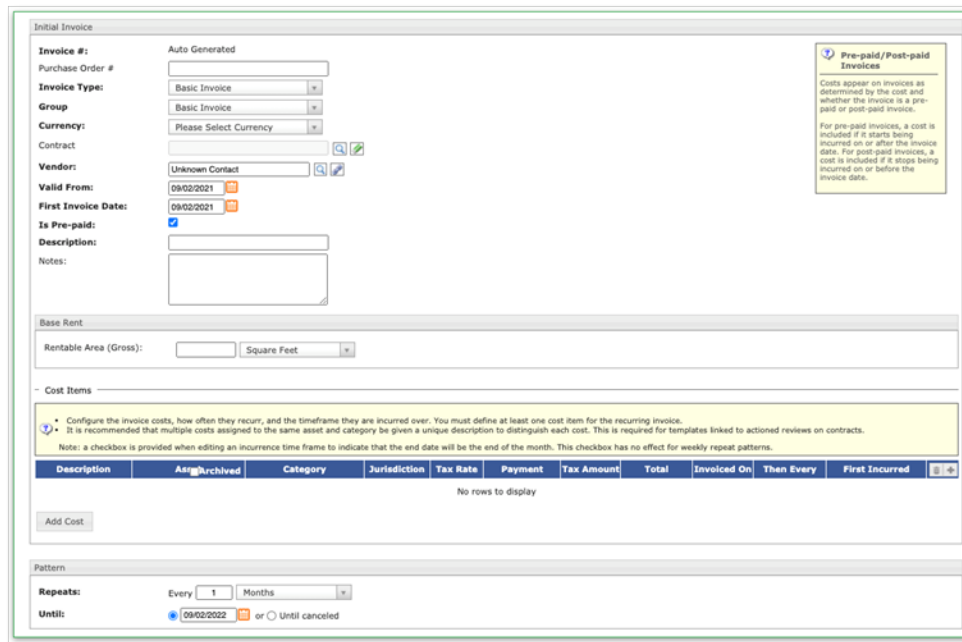 Initial Invoice
Invoice #: Auto Generated
Purchase Order #
Invoice Type: Basic Invoice
Group Basic Invoice
Currency: Please Select Currency
Contract
Vendor: Unknown Contact
Valid From: 09/02/2021
First Invoice Date: 09/02/2021
Is Pre-paid:
Description:
Notes:
Pre-paid/Post-paid
Invoices
Costs appear on invoices as
determined by the cost and
whether the invoice is a pre-
paid or post-paid invoice.
For pre-paid invoices, a cost is
included if it starts being
incurred on or after the invoice
date. For post-paid invoices, a
cost is included if it stops being
incurred on or before the
invoice date.
Base Rent
Rentable Area (Gross): Square Feet
Cost Items
Configure the invoice costs, how often they recurr, and the timeframe they are incurred over. You must define at least one cost item for the recurring invoice.
It is recommended that multiple costs assigned to the same asset and category be given a unique description to distinguish each cost. This is required for templates linked to actioned reviews on contracts.
Note: a checkbox is provided when editing an incurrence time frame to indicate that the end date will be the end of the month. This checkbox has no effect for weekly repeat patterns.
Description Archived Category Jurisdiction Tax Rate Payment Tax Amount Total Invoiced On Then Every First Incurred
No rows to display
Add Cost
Pattern
Repeats: Every 1 Months
Until: 09/02/2022 or Until canceled